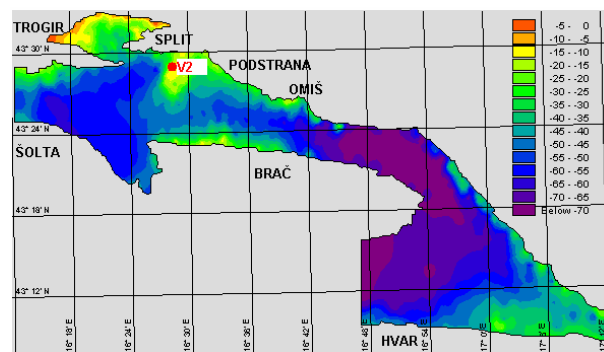 TROGIR
43° 30' N
SPLIT
V2
PODSTRANA
OMIŠ
43° 24' N
ŠOLTA
BRAČ
43° 18' N
43° 12' N
HVAR
16° 18' E
16° 24' E
16° 30' E
16° 36' E
16° 42' E
16° 48' E
16° 54' E
17° 0' E
-5 - 0
-10 - -5
-15 - -10
-20 - -15
-25 - -20
-30 - -25
-35 - -30
-40 - -35
-45 - -40
-50 - -45
-55 - -50
-60 - -55
-65 - -60
-70 - -65
Below -70